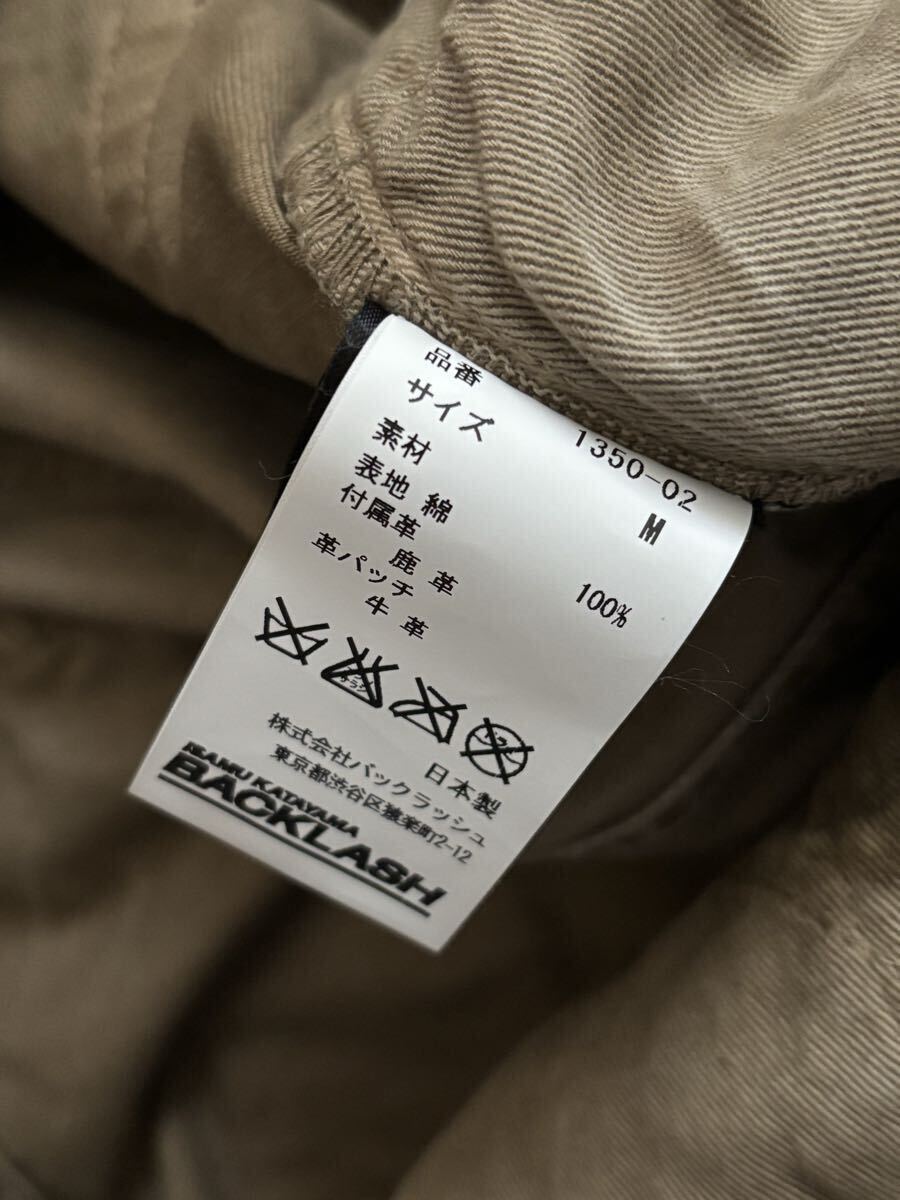 品番 1350-02
サイズ M
素材
表地 綿 100%
付属革
鹿 革
革パッチ
牛 革
日本製
株式会社バックラッシュ
東京都渋谷区猿楽町2-12
ISAMU KATAYAMA
BACKLASH